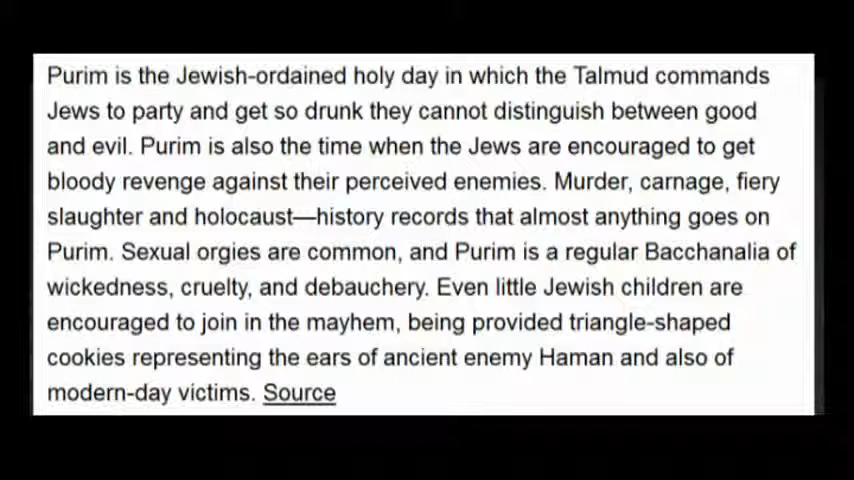 Purim is the Jewish-ordained holy day in which the Talmud commands
Jews to party and get so drunk they cannot distinguish between good
and evil. Purim is also the time when the Jews are encouraged to get
bloody revenge against their perceived enemies. Murder, carnage, fiery
slaughter and holocaust—history records that almost anything goes on
Purim. Sexual orgies are common, and Purim is a regular Bacchanalia of
wickedness, cruelty, and debauchery. Even little Jewish children are
encouraged to join in the mayhem, being provided triangle-shaped
cookies representing the ears of ancient enemy Haman and also of
modern-day victims. Source